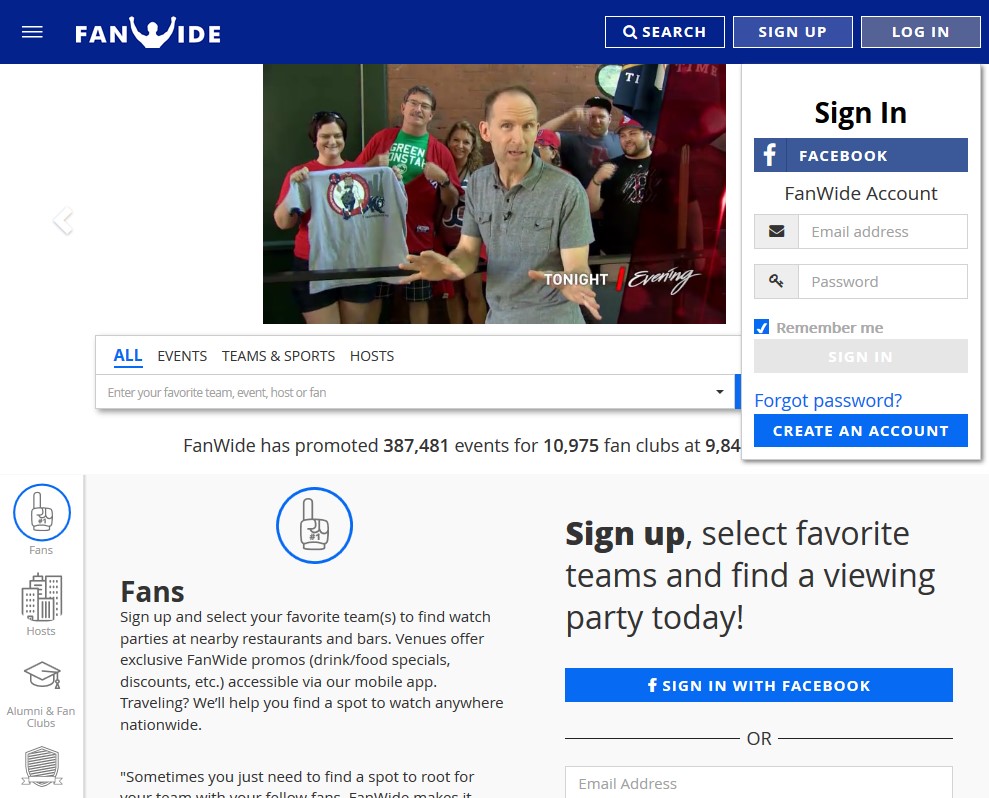 FANWIDE
SEARCH
SIGN UP
LOG IN
TI
TIME
GREEN
MONSTAH
TONIGHT Evening
Sign In
FACEBOOK
FanWide Account
Email address
Password
Remember me
SIGN IN
Forgot password?
CREATE AN ACCOUNT
ALL EVENTS TEAMS & SPORTS HOSTS
Enter your favorite team, event, host or fan
FanWide has promoted 387,481 events for 10,975 fan clubs at 9,84
#1
Fans
Hosts
Alumni & Fan
Clubs
#1
Fans
Sign up and select your favorite team(s) to find watch
parties at nearby restaurants and bars. Venues offer
exclusive FanWide promos (drink/food specials,
discounts, etc.) accessible via our mobile app.
Traveling? We’ll help you find a spot to watch anywhere
nationwide.
"Sometimes you just need to find a spot to root for
your team with your fellow fans. FanWide makes it
Sign up, select favorite
teams and find a viewing
party today!
SIGN IN WITH FACEBOOK
OR
Email Address